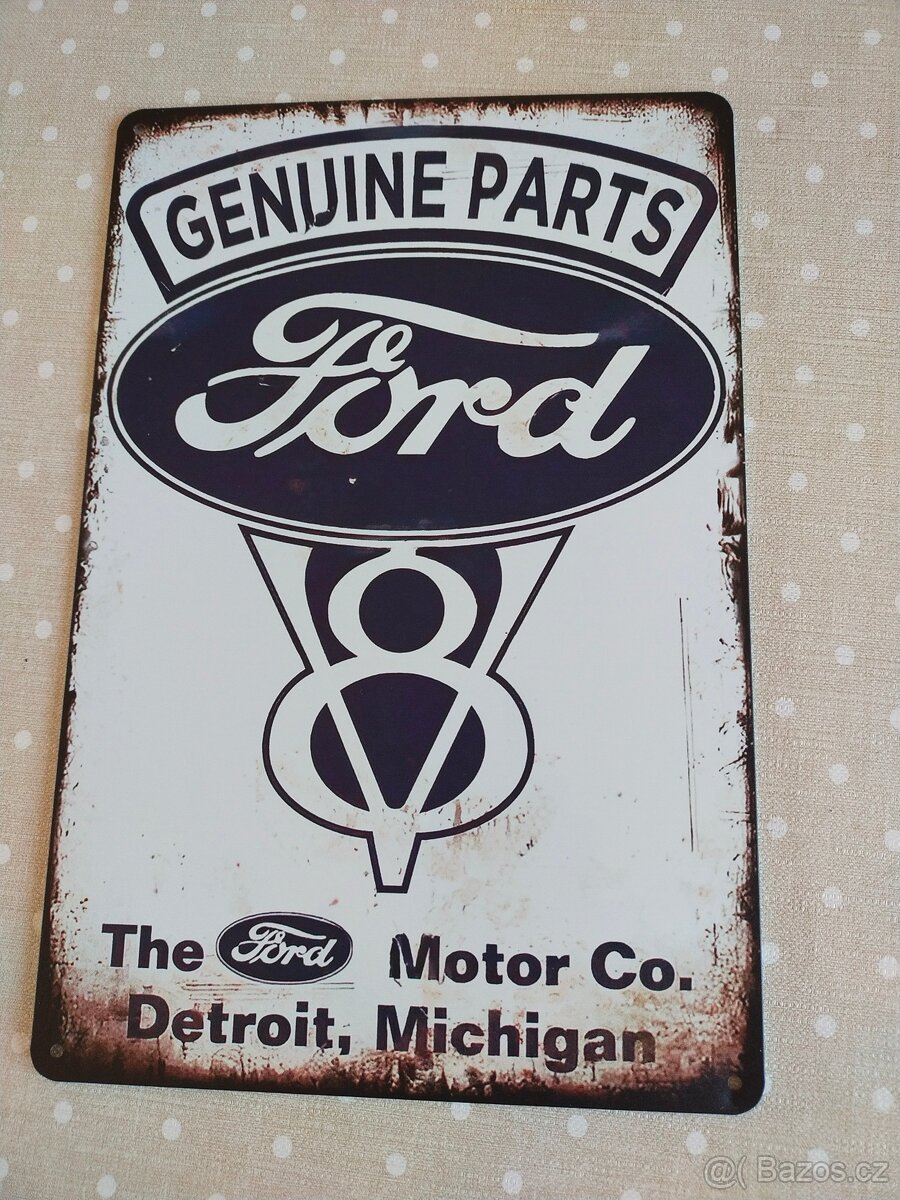 GENUINE PARTS
Ford
V8
The Ford Motor Co.
Detroit, Michigan
@( Bazos.cz